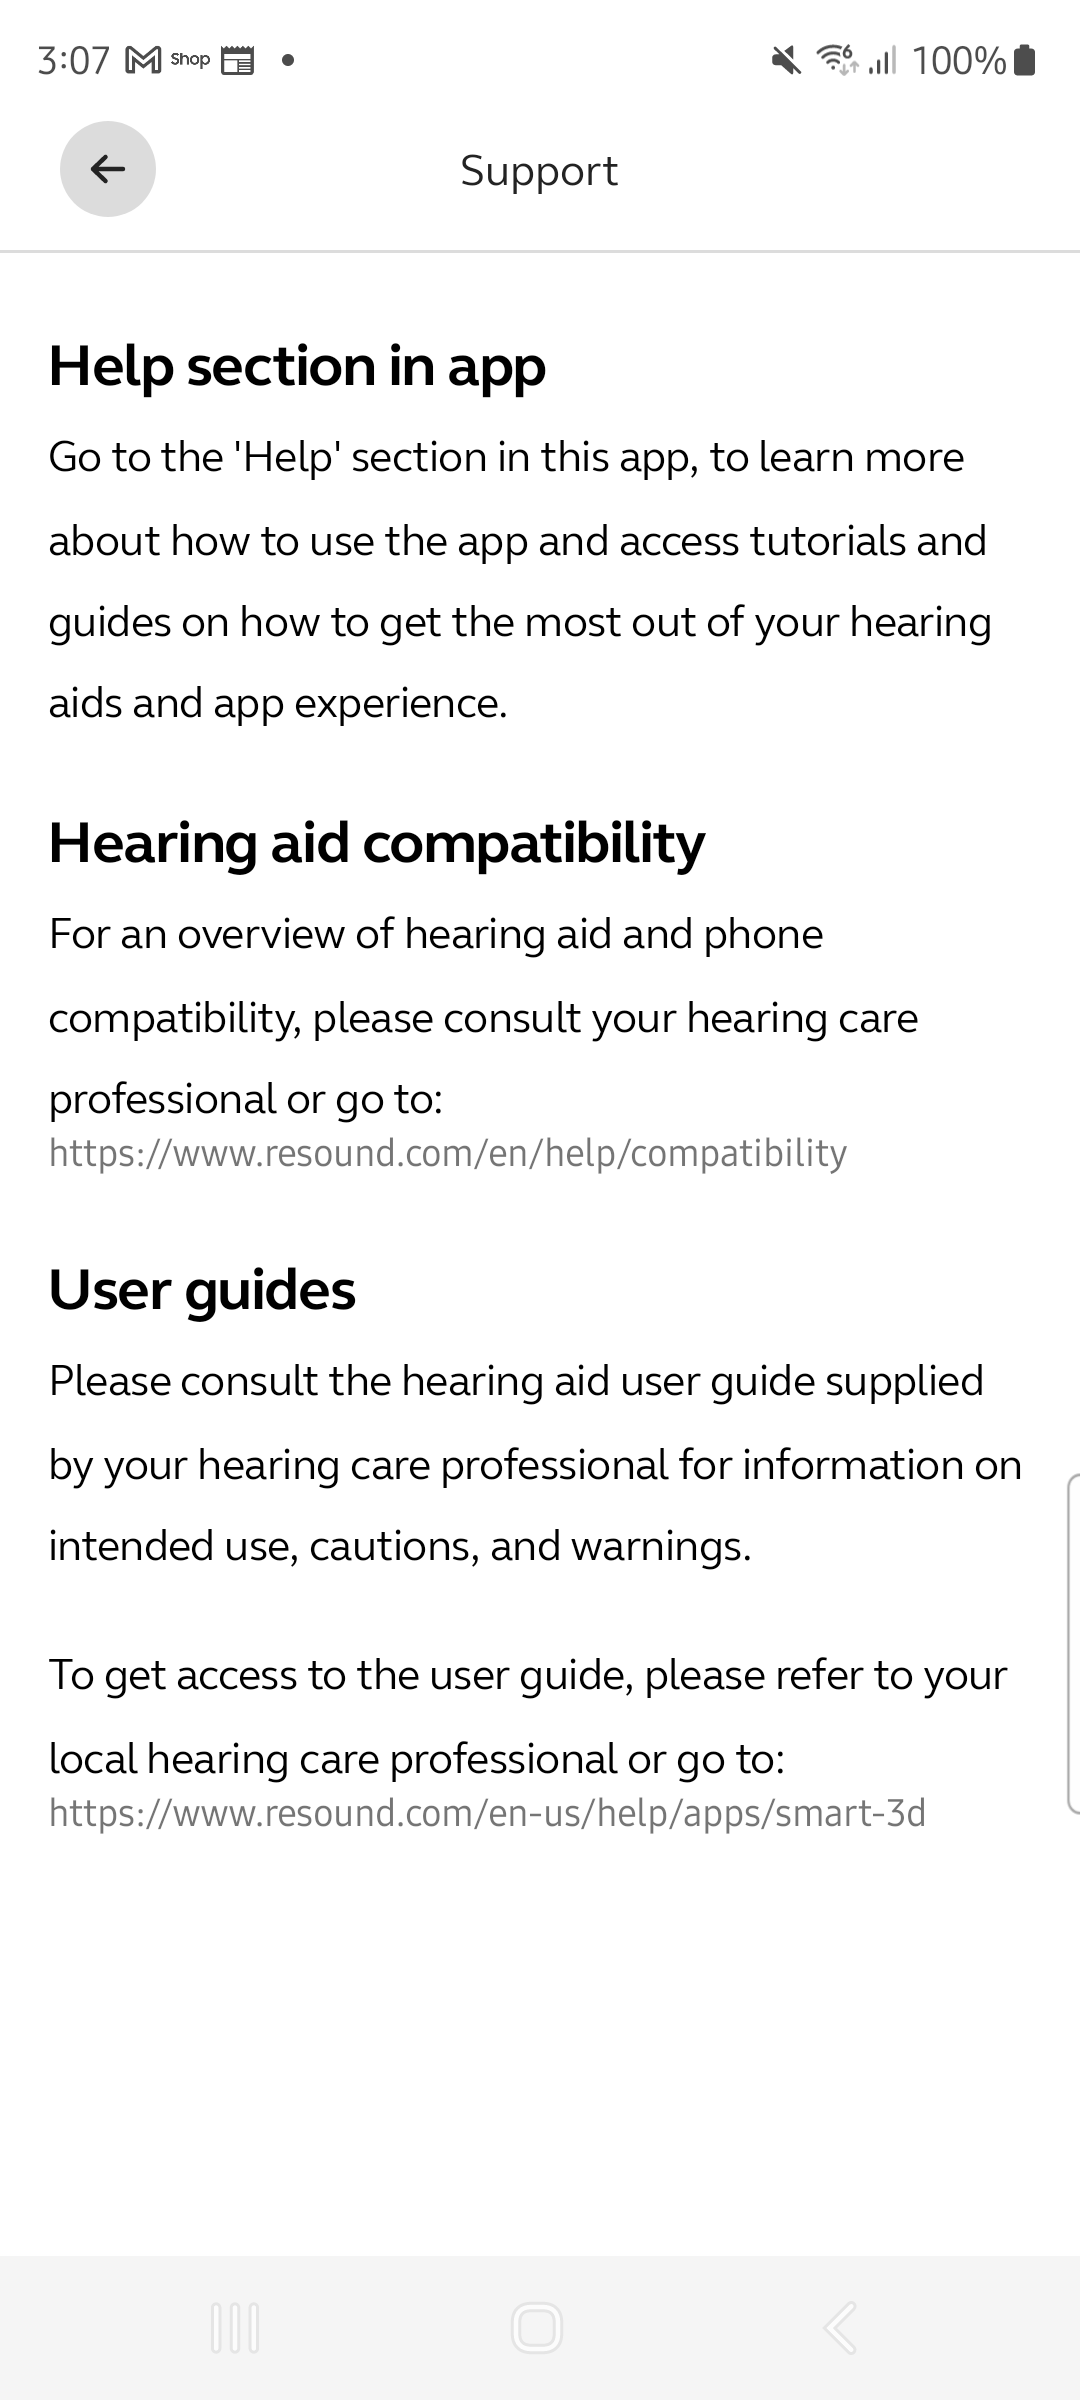 3:07 Shop 6 100%
Support
Help section in app
Go to the 'Help' section in this app, to learn more
about how to use the app and access tutorials and
guides on how to get the most out of your hearing
aids and app experience.
Hearing aid compatibility
For an overview of hearing aid and phone
compatibility, please consult your hearing care
professional or go to:
https://www.resound.com/en/help/compatibility
User guides
Please consult the hearing aid user guide supplied
by your hearing care professional for information on
intended use, cautions, and warnings.
To get access to the user guide, please refer to your
local hearing care professional or go to:
https://www.resound.com/en-us/help/apps/smart-3d